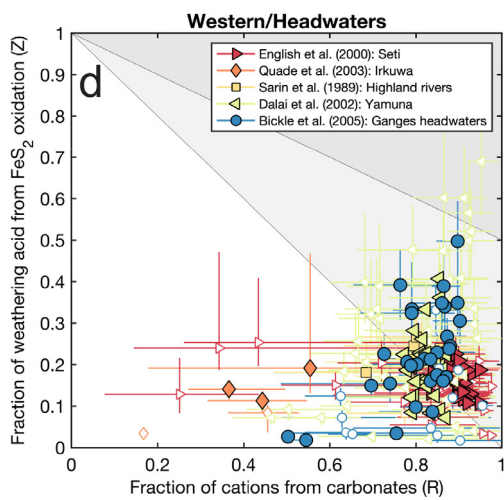 Western/Headwaters
d
English et al. (2000): Seti
Quade et al. (2003): Irkuwa
Sarin et al. (1989): Highland rivers
Dalai et al. (2002): Yamuna
Bickle et al. (2005): Ganges headwaters
Fraction of weathering acid from FeS₂ oxidation (Z)
1
0.9
0.8
0.7
0.6
0.5
0.4
0.3
0.2
0.1
0
0 0.2 0.4 0.6 0.8 1
Fraction of cations from carbonates (R)